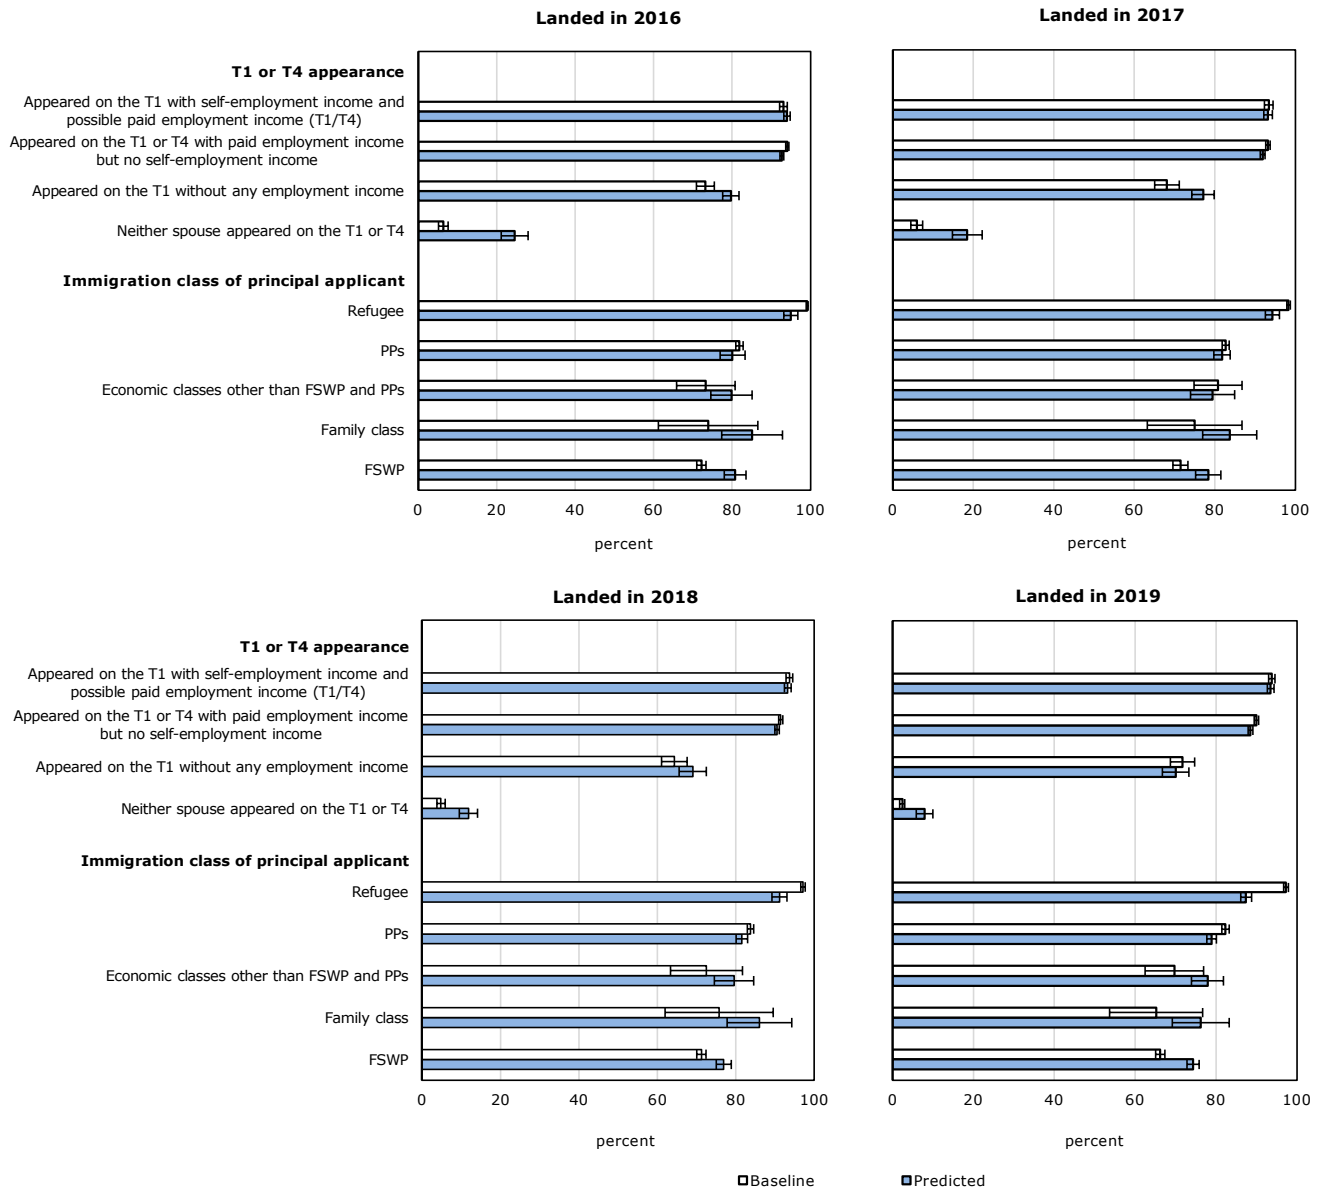 Landed in 2016
Landed in 2017
T1 or T4 appearance
Appeared on the T1 with self-employment income and
possible paid employment income (T1/T4)
Appeared on the T1 or T4 with paid employment income
but no self-employment income
Appeared on the T1 without any employment income
Neither spouse appeared on the T1 or T4
Immigration class of principal applicant
Refugee
PPs
Economic classes other than FSWP and PPs
Family class
FSWP
0 20 40 60 80 100
0 20 40 60 80 100
percent
percent
Landed in 2018
Landed in 2019
T1 or T4 appearance
Appeared on the T1 with self-employment income and
possible paid employment income (T1/T4)
Appeared on the T1 or T4 with paid employment income
but no self-employment income
Appeared on the T1 without any employment income
Neither spouse appeared on the T1 or T4
Immigration class of principal applicant
Refugee
PPs
Economic classes other than FSWP and PPs
Family class
FSWP
0 20 40 60 80 100
0 20 40 60 80 100
percent
percent
Baseline
Predicted